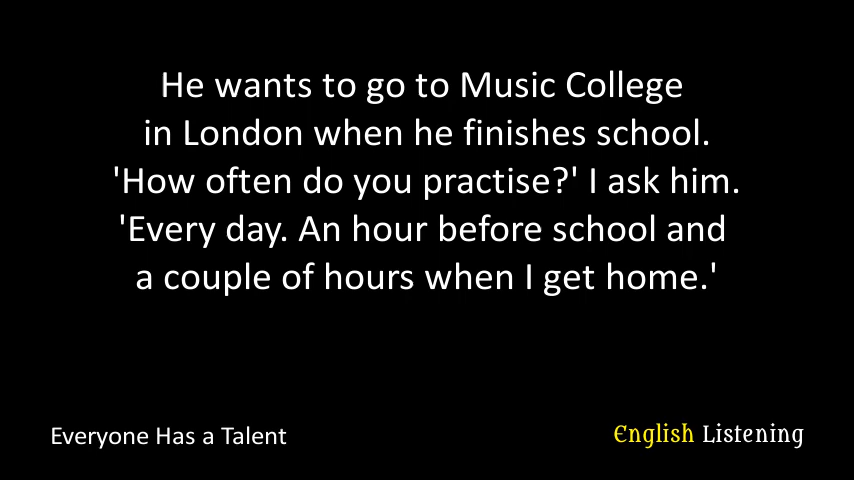 He wants to go to Music College
in London when he finishes school.
'How often do you practise?' I ask him.
'Every day. An hour before school and
a couple of hours when I get home.'
Everyone Has a Talent
English Listening